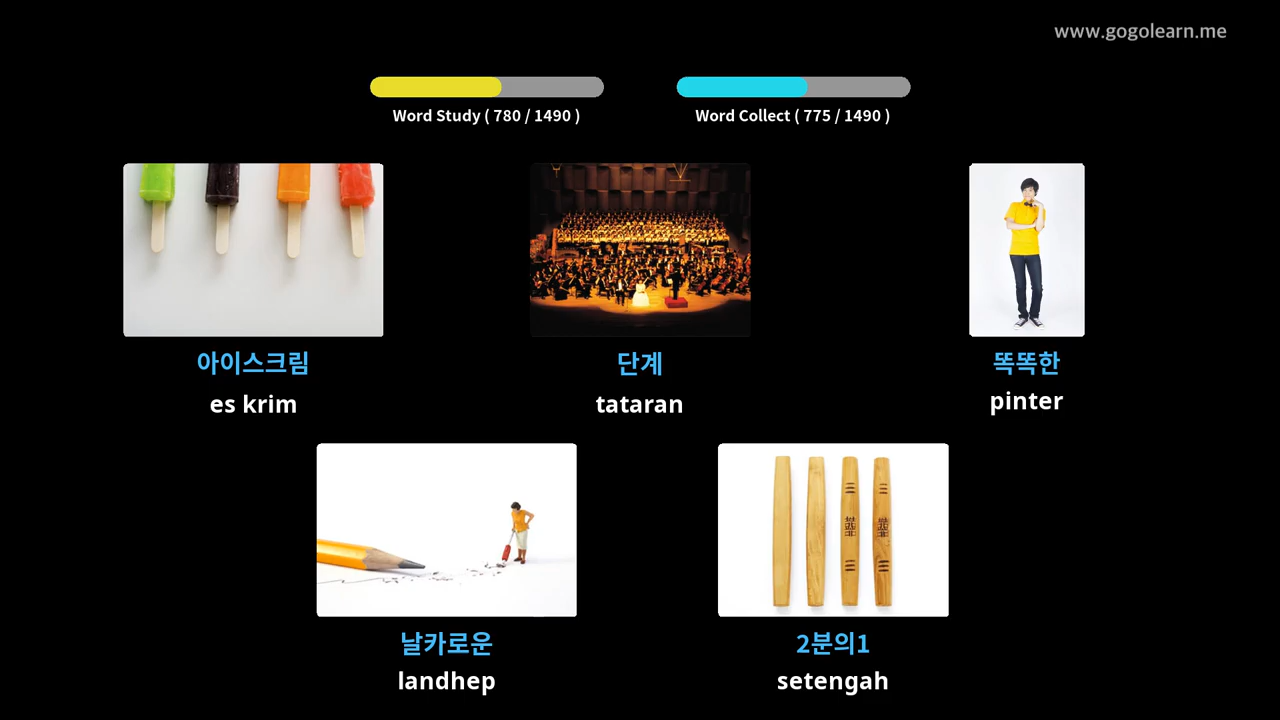 www.gogolearn.me
Word Study ( 780 / 1490 )
Word Collect ( 775 / 1490 )
아이스크림
es krim
단계
tataran
똑똑한
pinter
날카로운
landhep
2분의1
setengah